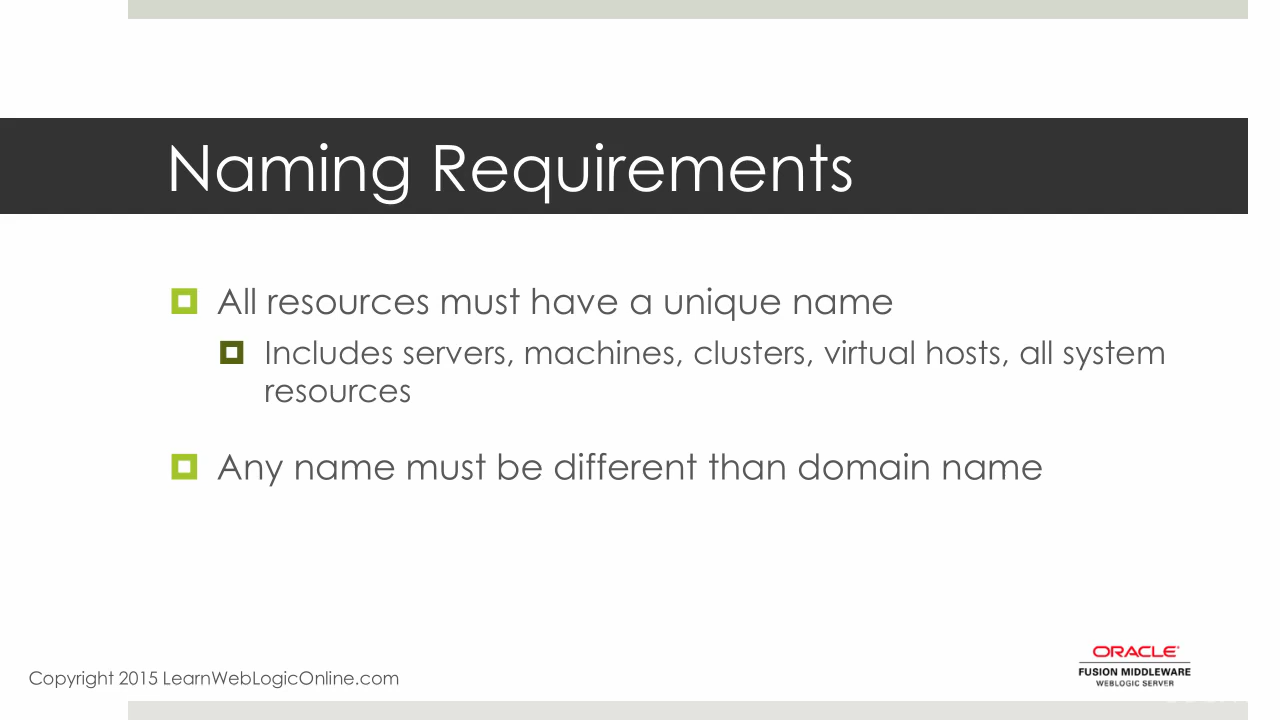 Naming Requirements
All resources must have a unique name
Includes servers, machines, clusters, virtual hosts, all system
resources
Any name must be different than domain name
Copyright 2015 LearnWebLogicOnline.com
ORACLE
FUSION MIDDLEWARE
WEBLOGIC SERVER